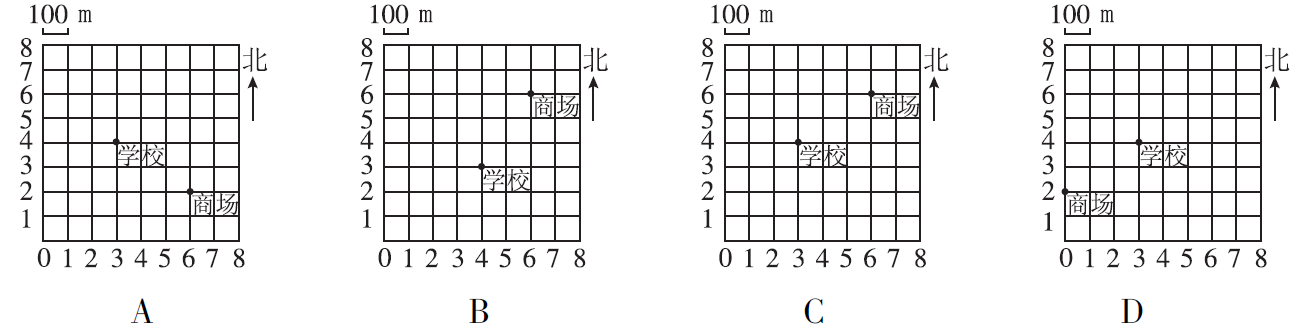 100 m 100 m 100 m 100 m
8 8 8 8
北 北 北 北
7 7 7 7
6 商场 6 商场 6 6
5 5 5 5
4 学校 4 4 学校 4 学校
3 3 学校 3 3
2 商场 2 2 2 商场
1 1 1 1
0 1 2 3 4 5 6 7 8 0 1 2 3 4 5 6 7 8 0 1 2 3 4 5 6 7 8 0 1 2 3 4 5 6 7 8
A B C D